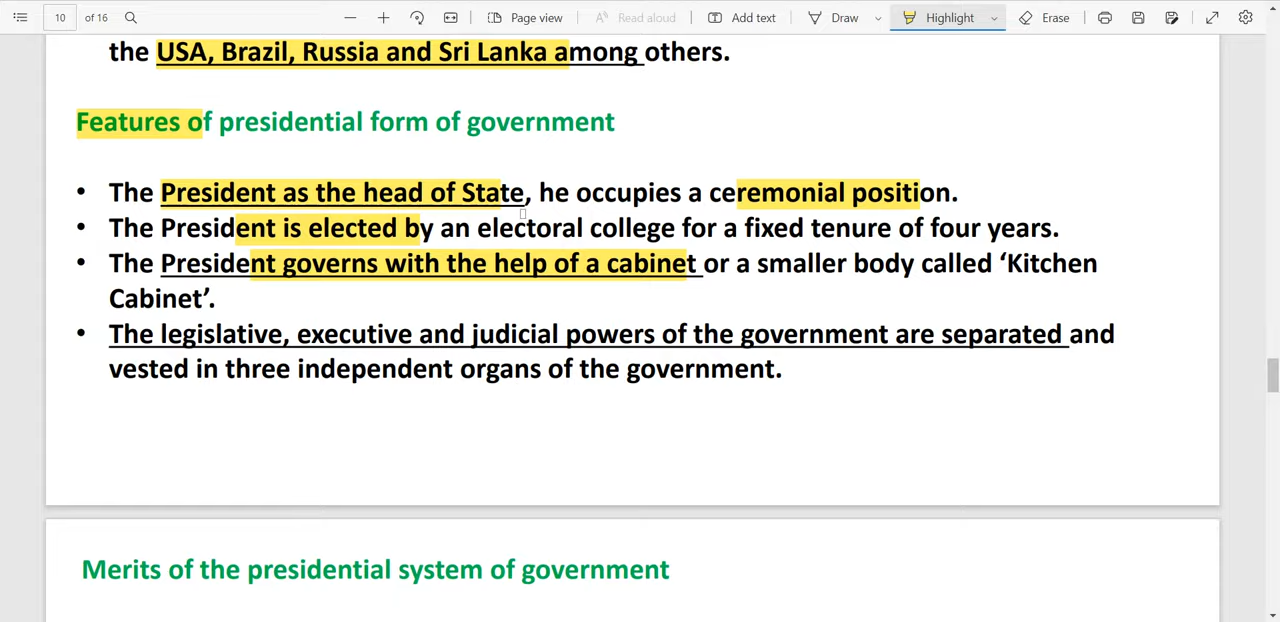 10 of 16 Page view Read aloud Add text Draw Highlight Erase
the USA, Brazil, Russia and Sri Lanka among others.
Features of presidential form of government
• The President as the head of State, he occupies a ceremonial position.
• The President is elected by an electoral college for a fixed tenure of four years.
• The President governs with the help of a cabinet or a smaller body called ‘Kitchen
Cabinet’.
• The legislative, executive and judicial powers of the government are separated and
vested in three independent organs of the government.
Merits of the presidential system of government